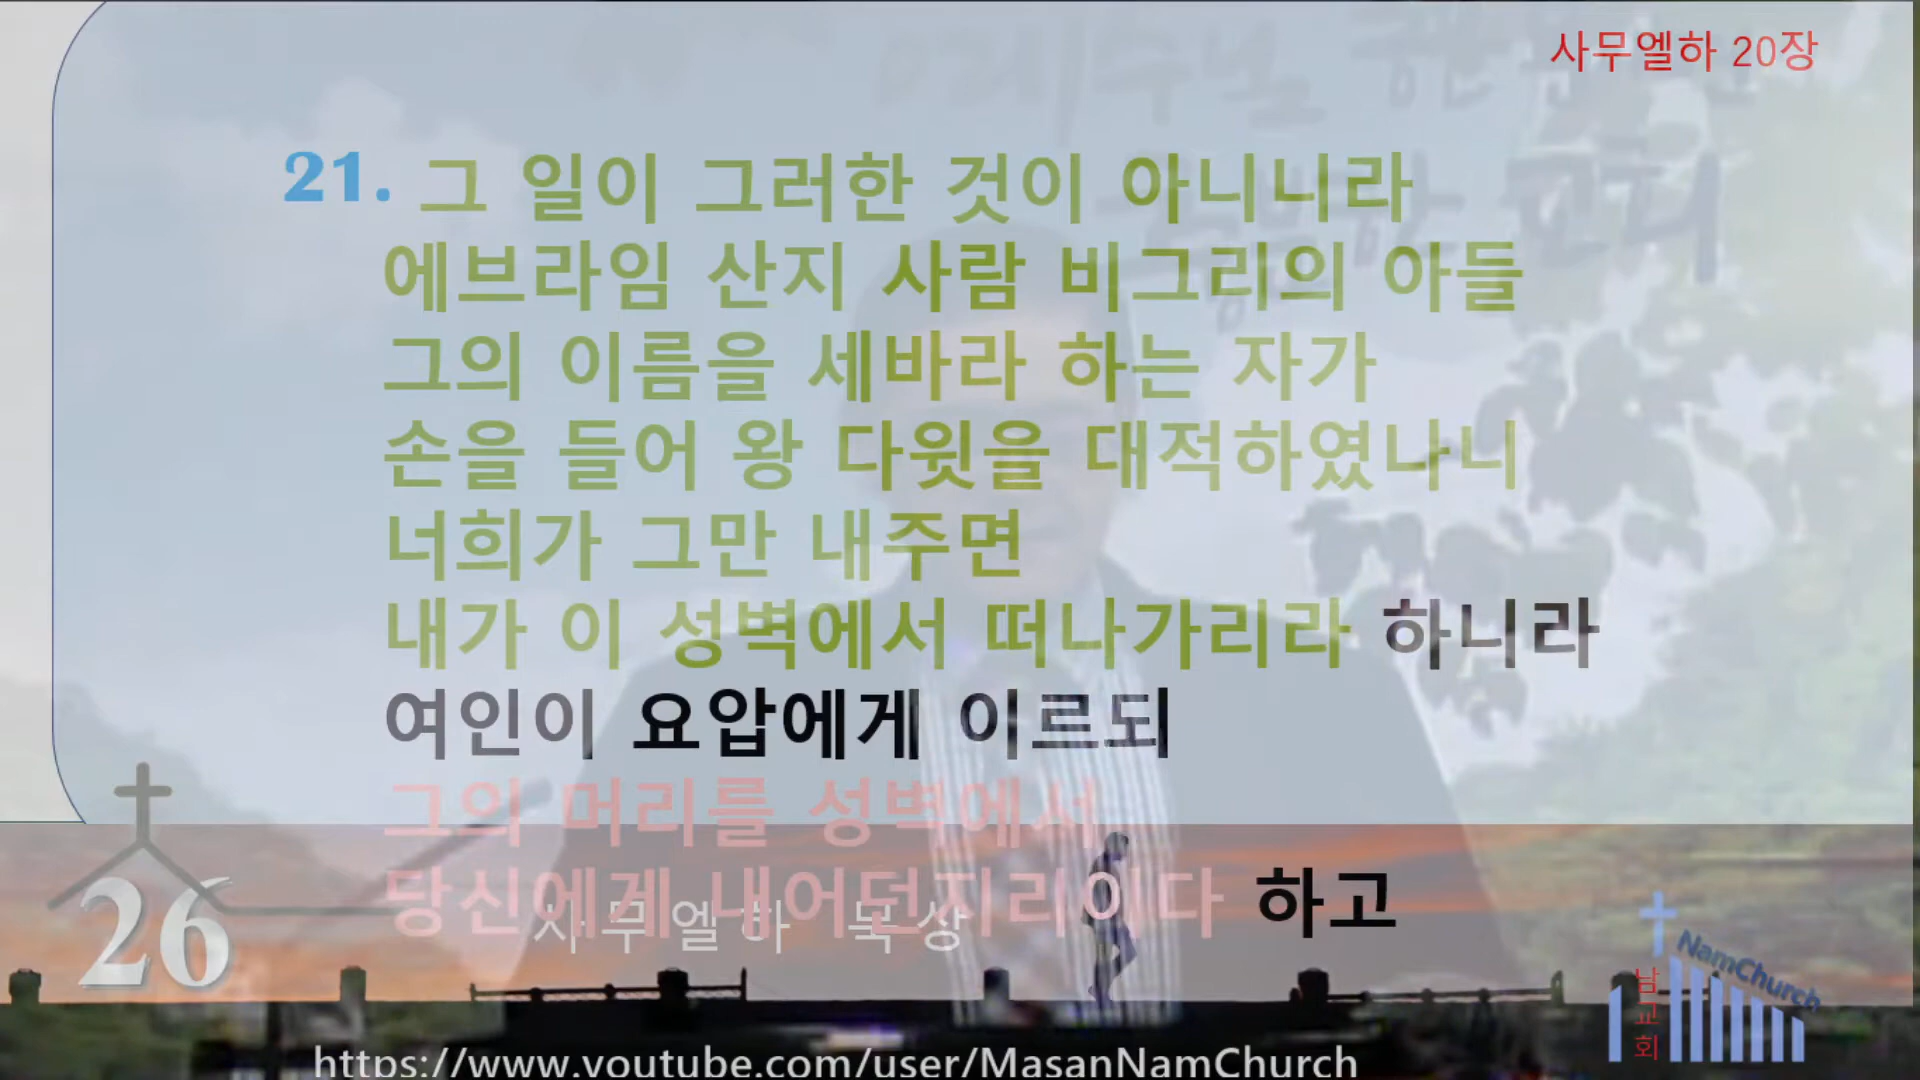 사무엘하 20장
21. 그 일이 그러한 것이 아니니라
에브라임 산지 사람 비그리의 아들
그의 이름을 세바라 하는 자가
손을 들어 왕 다윗을 대적하였나니
너희가 그만 내주면
내가 이 성벽에서 떠나가리라 하니라
여인이 요압에게 이르되
그의 머리를 성벽에서
당신에게 내어던지리이다 하고
26
사무엘하 묵상
NamChurch
남교회
https://www.youtube.com/user/MasanNamChurch